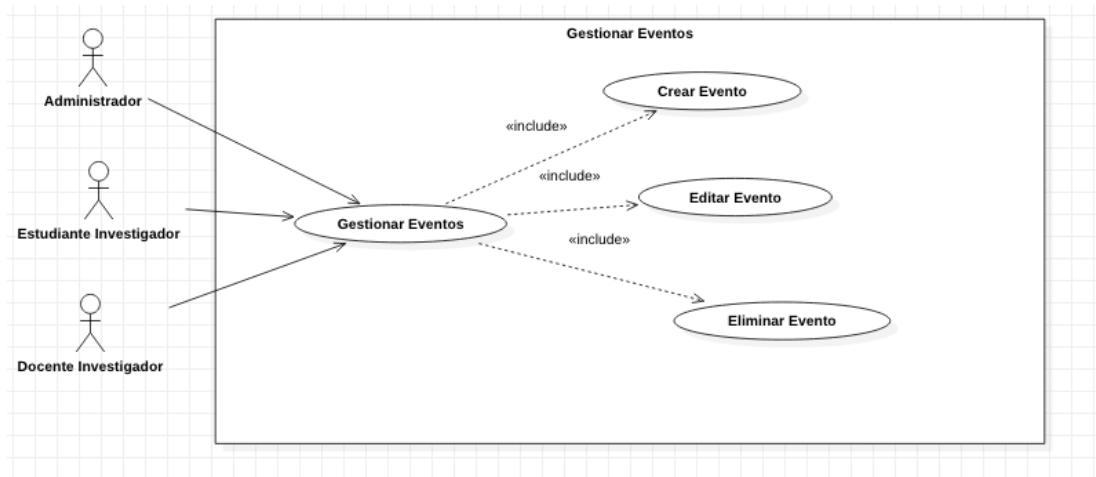 Gestionar Eventos
Administrador
Crear Evento
«include»
«include»
Editar Evento
Estudiante Investigador
Gestionar Eventos
«include»
Eliminar Evento
Docente Investigador